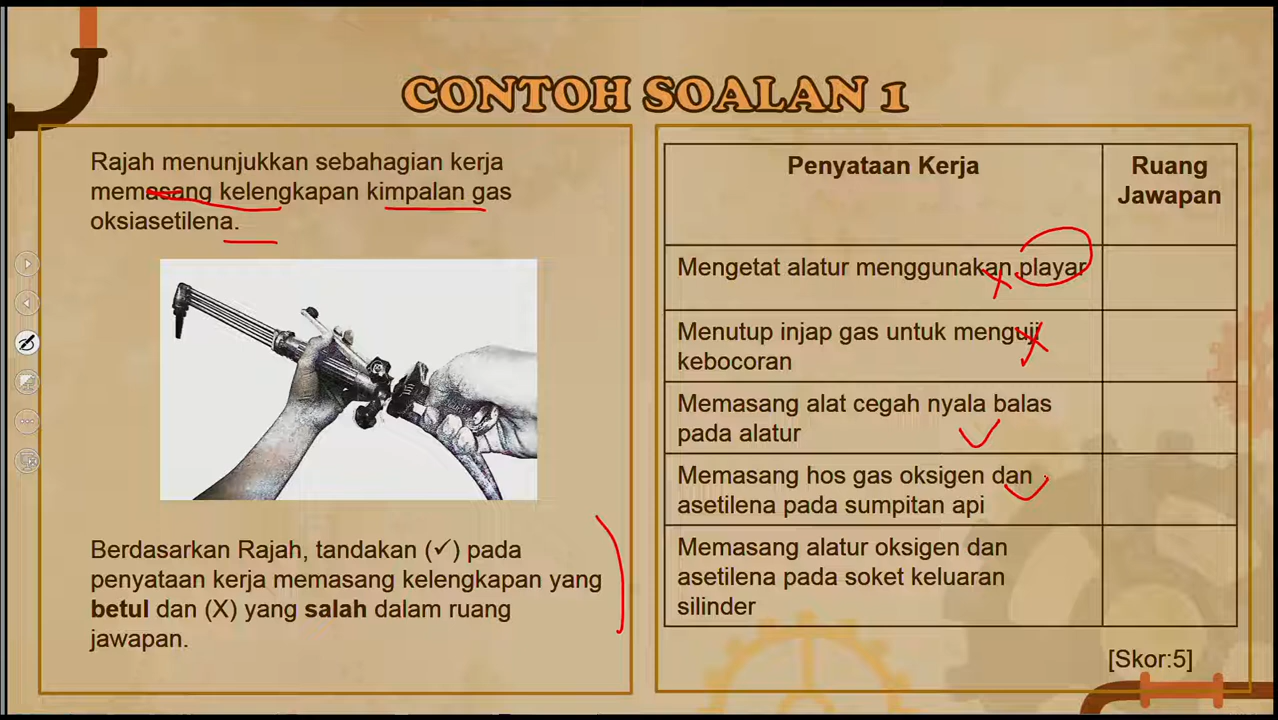 CONTOH SOALAN 1
Rajah menunjukkan sebahagian kerja
memasang kelengkapan kimpalan gas
oksiasetilena.
Berdasarkan Rajah, tandakan (✓) pada
penyataan kerja memasang kelengkapan yang
betul dan (X) yang salah dalam ruang
jawapan.
Penyataan Kerja
Ruang
Jawapan
Mengetat alatur menggunakan playar
Menutup injap gas untuk menguji
kebocoran
Memasang alat cegah nyala balas
pada alatur
Memasang hos gas oksigen dan
asetilena pada sumpitan api
Memasang alatur oksigen dan
asetilena pada soket keluaran
silinder
[Skor:5]